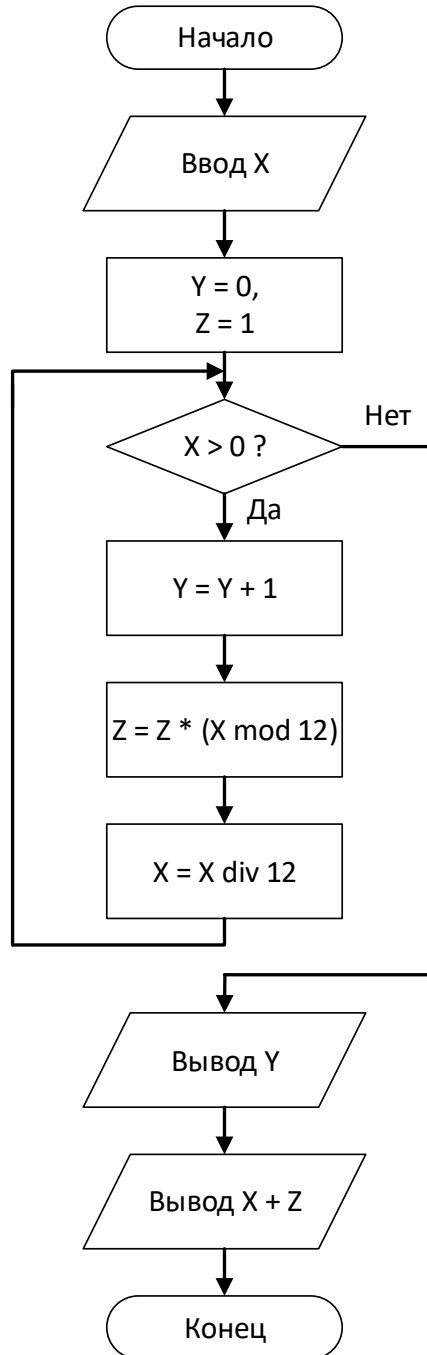 Начало
Ввод X
Y = 0,
Z = 1
X > 0 ?
Нет
Да
Y = Y + 1
Z = Z * (X mod 12)
X = X div 12
Вывод Y
Вывод X + Z
Конец